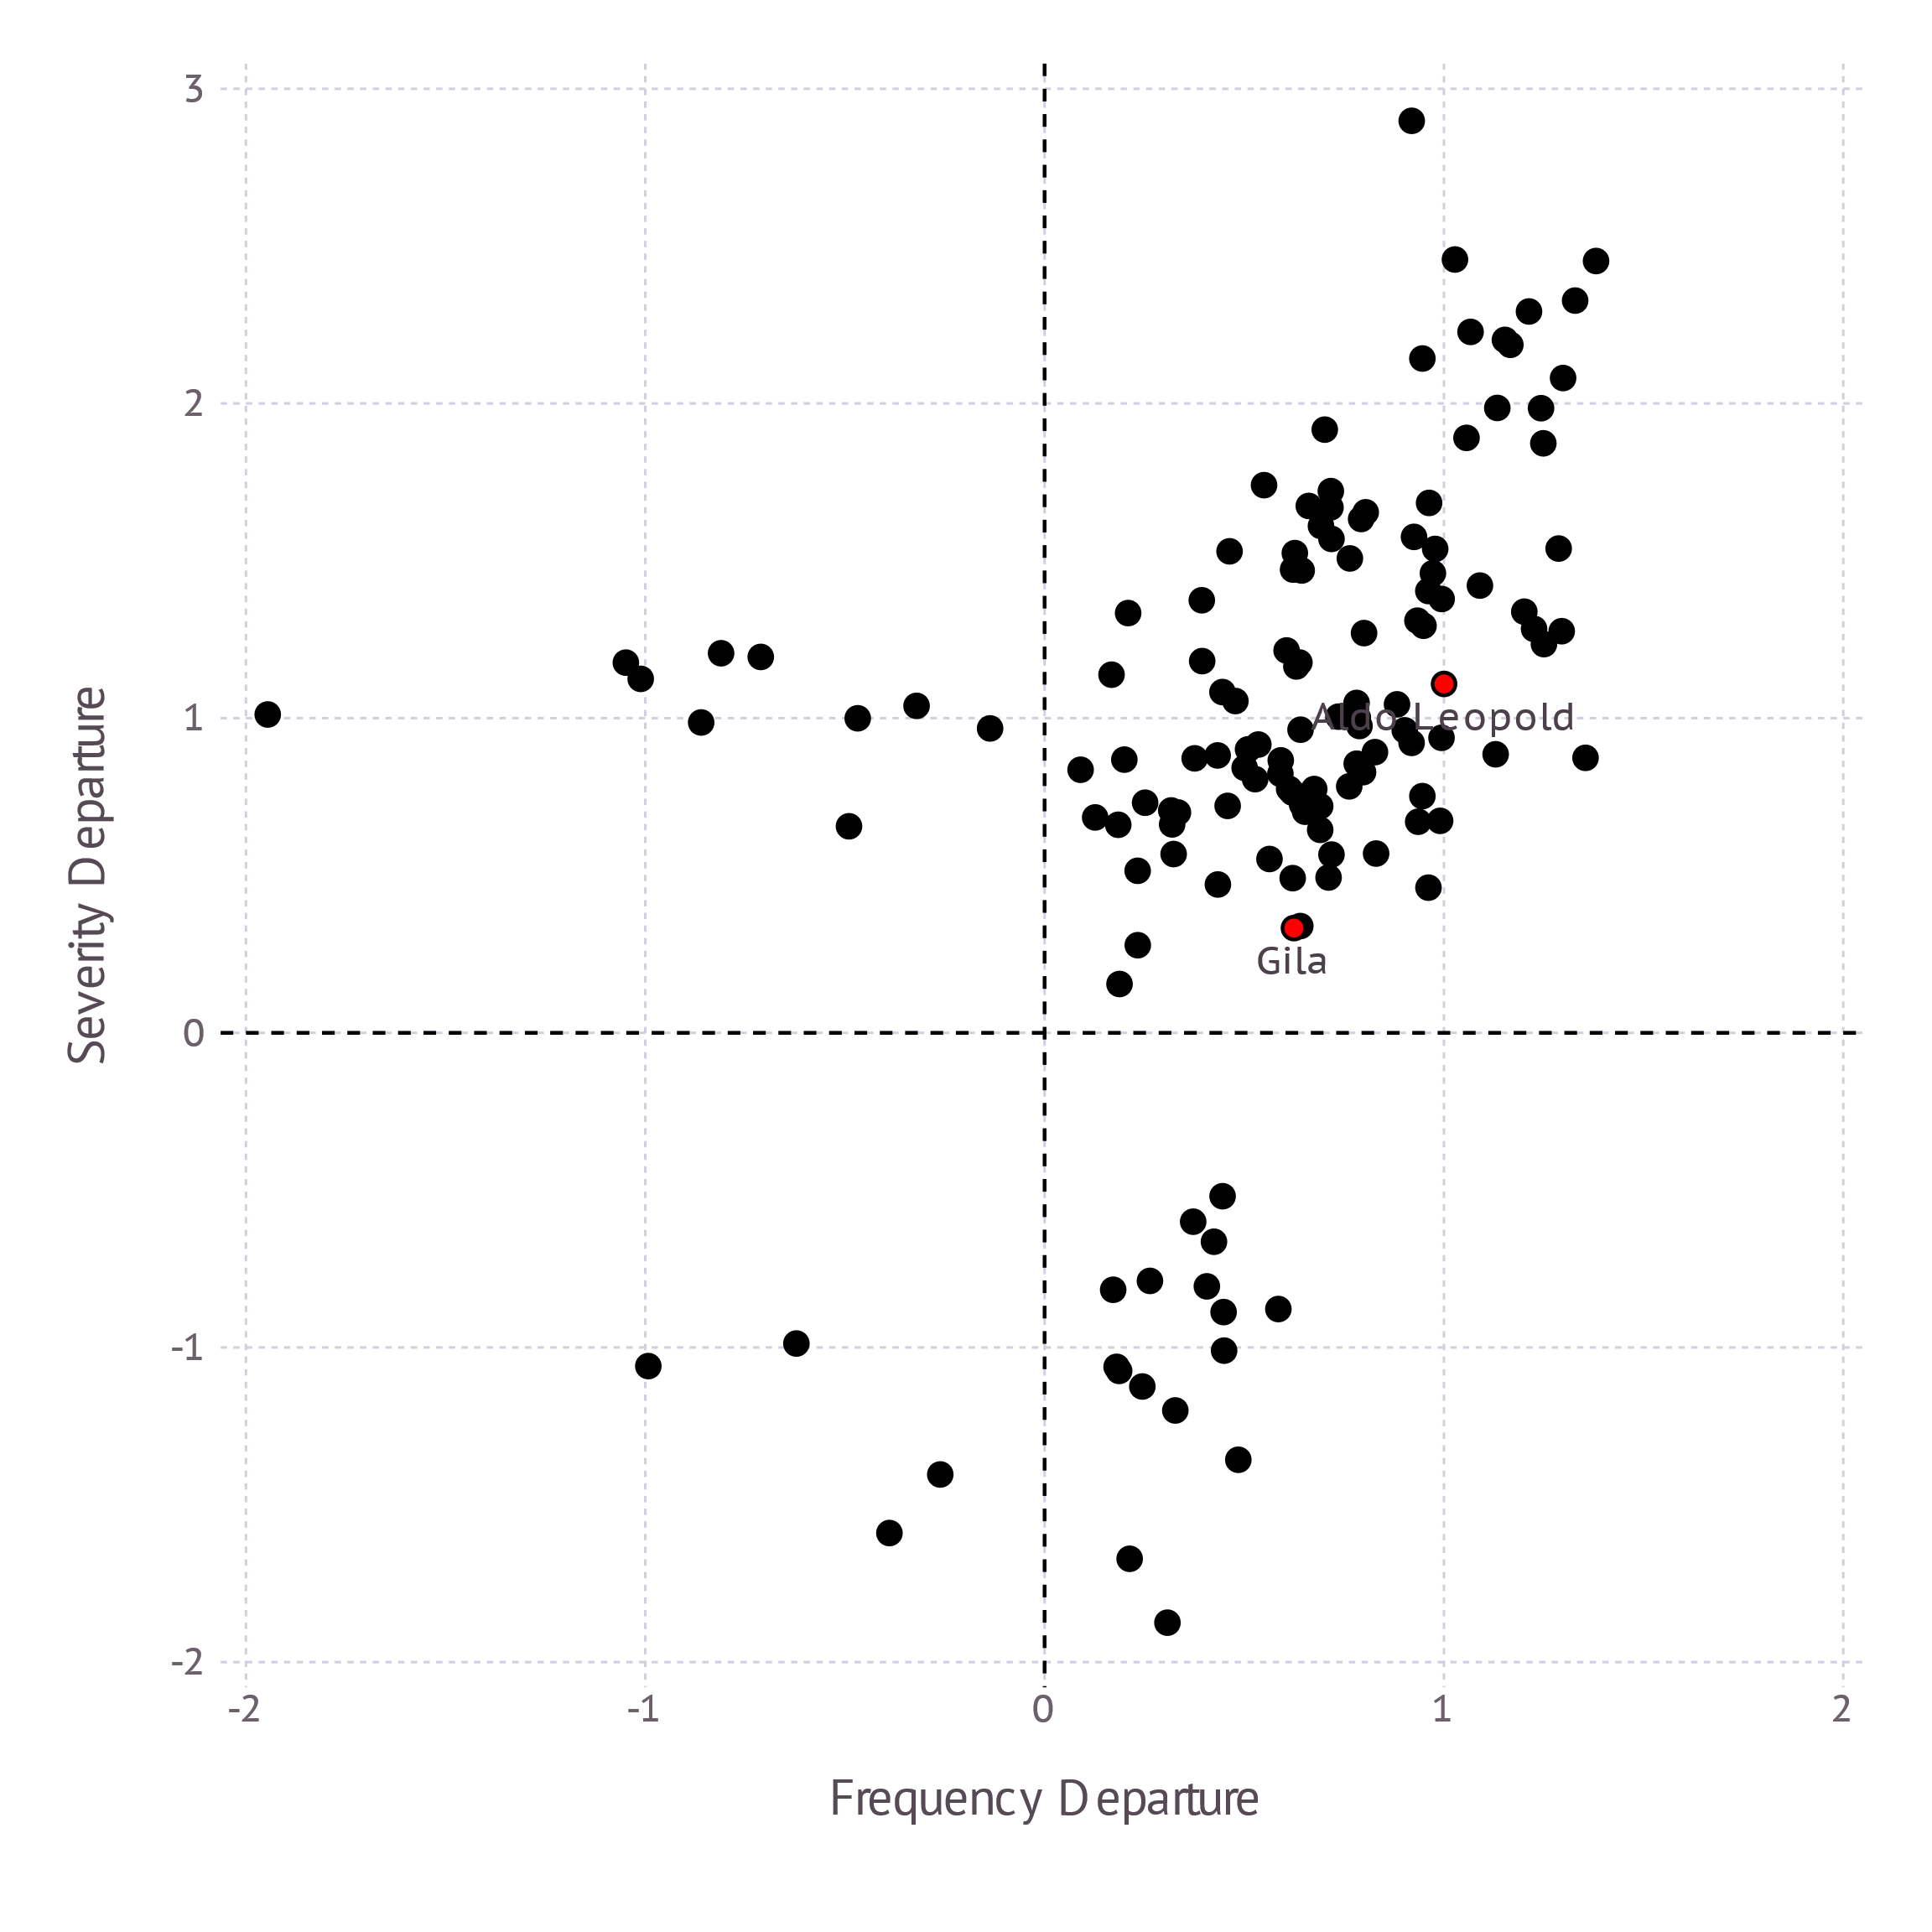 3
2
1
0
-1
-2
Severity Departure
Aldo Leopold
Gila
-2
-1
0
1
2
Frequency Departure